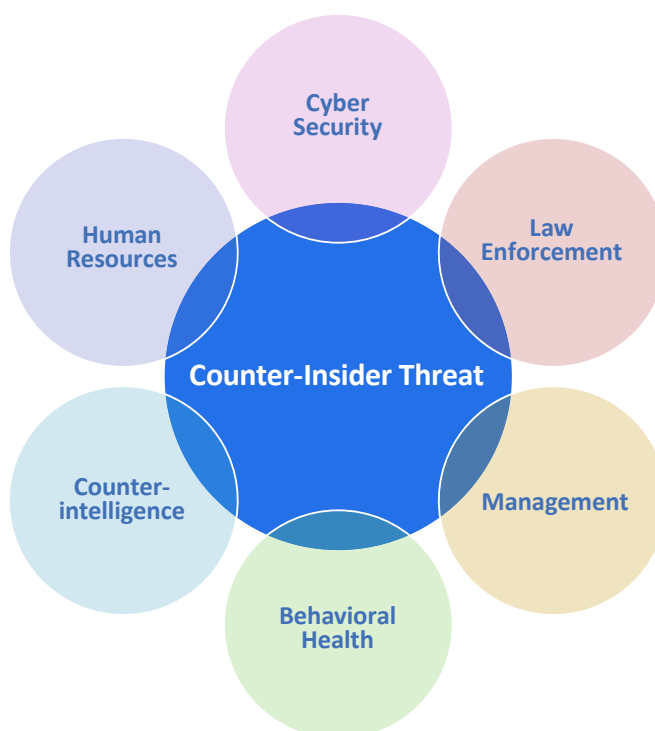 Cyber
Security
Human
Resources
Law
Enforcement
Counter-Insider Threat
Counter-
intelligence
Management
Behavioral
Health